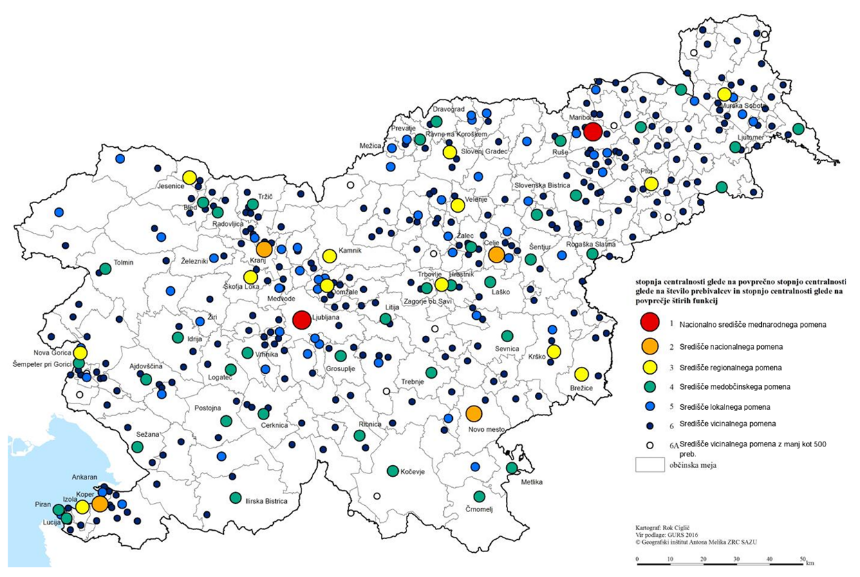 Murska Sobota
Dravograd
Maribor
Prevalje
Ravne na Koroškem
Ljutomer
Mežica
Slovenj Gradec
Ruše
Ptuj
Jesenice
Slovenska Bistrica
Bled
Tržič
Velenje
Radovljica
Žalec
Celje
Šentjur
Rogaška Slatina
Kamnik
Kranj
Železniki
Tolmin
Škofja Loka
Domžale
Trbovlje
Hrastnik
Laško
Medvode
Zagorje ob Savi
Žiri
Ljubljana
Litija
Idrija
Sevnica
Nova Gorica
Vrhnika
Krško
Šempeter pri Gorici
Ajdovščina
Logatec
Grosuplje
Trebnje
Brežice
Postojna
Cerknica
Ribnica
Novo mesto
Sežana
Kočevje
Metlika
Ankaran
Koper
Izola
Piran
Lucija
Ilirska Bistrica
Črnomelj
stopnja centralnosti glede na povprečno stopnjo centralnosti
glede na število prebivalcev in stopnjo centralnosti glede na
povprečje štirih funkcij
1 Nacionalno središče mednarodnega pomena
2 Središče nacionalnega pomena
3 Središče regionalnega pomena
4 Središče medobčinskega pomena
5 Središče lokalnega pomena
6 Središče vicinalnega pomena
6A Središče vicinalnega pomena z manj kot 500
preb.
občinska meja
Kartograf: Rok Ciglič
Vir podlage: GURS 2016
© Geografski inštitut Antona Melika ZRC SAZU
0 10 20 30 40 50
km